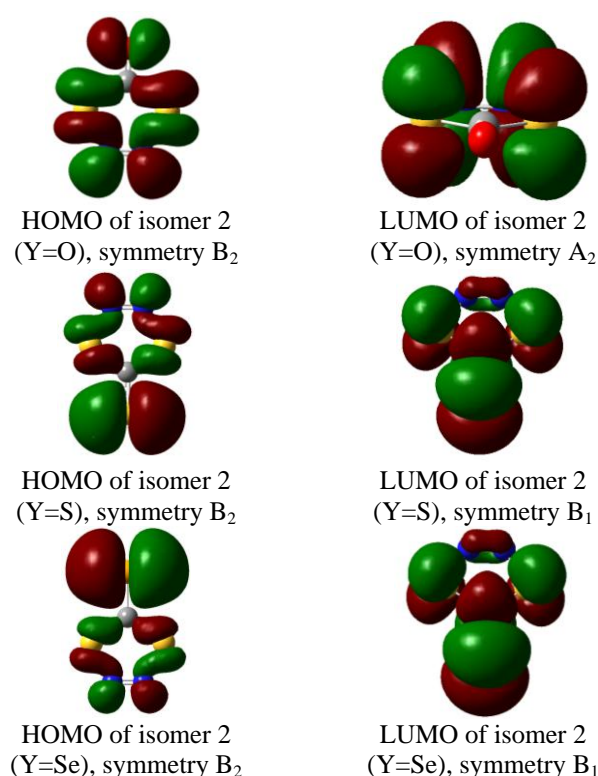 HOMO of isomer 2
(Y=O), symmetry B₂
LUMO of isomer 2
(Y=O), symmetry A₂
HOMO of isomer 2
(Y=S), symmetry B₂
LUMO of isomer 2
(Y=S), symmetry B₁
HOMO of isomer 2
(Y=Se), symmetry B₂
LUMO of isomer 2
(Y=Se), symmetry B₁